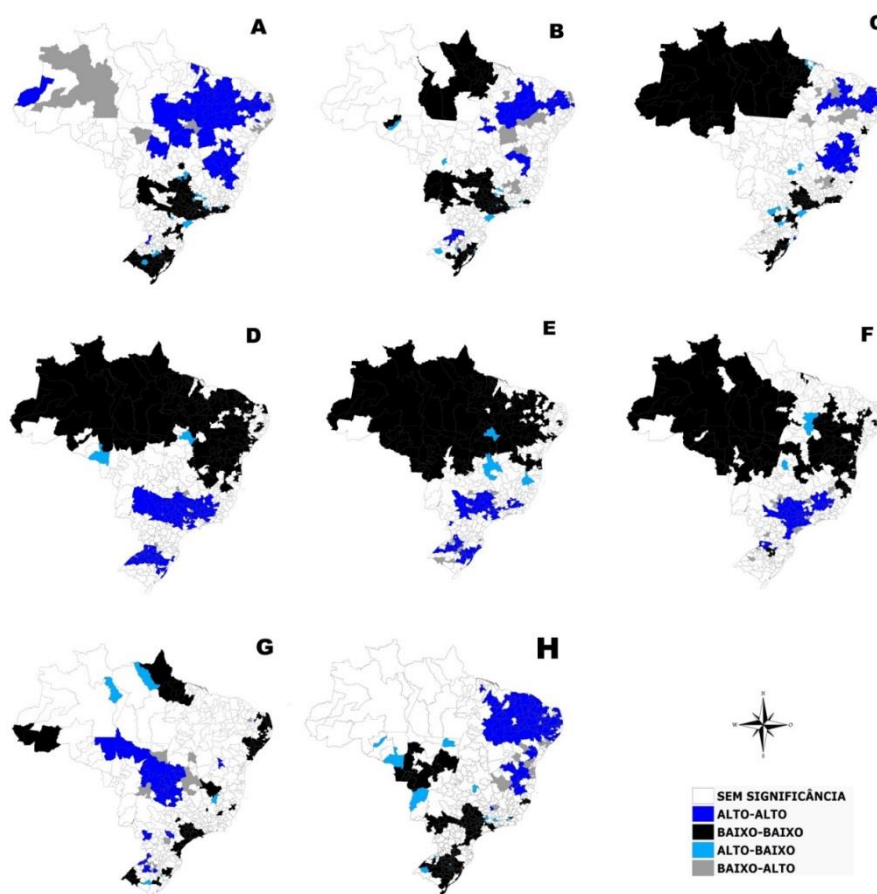 A
B
C
D
E
F
G
H
N
W
O
S
SEM SIGNIFICÂNCIA
ALTO-ALTO
BAIXO-BAIXO
ALTO-BAIXO
BAIXO-ALTO